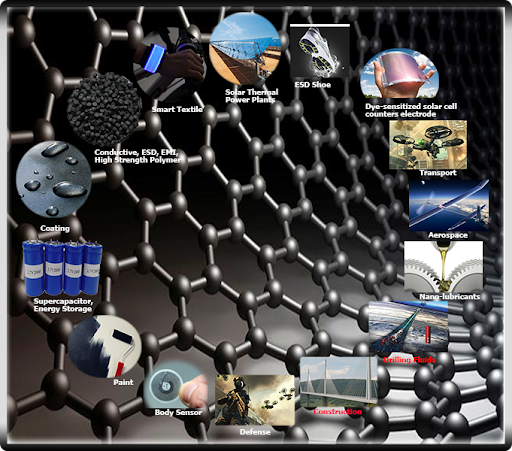 Smart Textile
Solar Thermal
Power Plants
ESD Shoe
Dye-sensitized solar cell
counters electrode
Conductive, ESD, EMI,
High Strength Polymer
Transport
Coating
Aerospace
Supercapacitor,
Energy Storage
Nano-lubricants
Drilling Fluids
Paint
Body Sensor
Defense
Construction